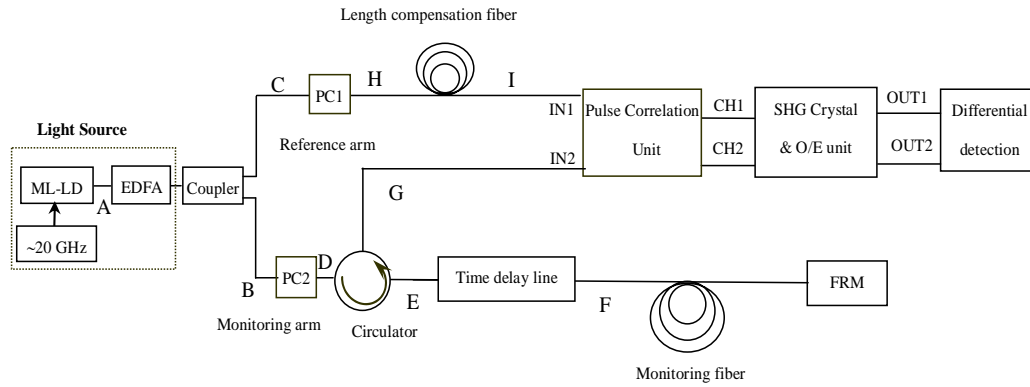 Length compensation fiber
C
H
I
PC1
IN1
Pulse Correlation
Unit
CH1
SHG Crystal
& O/E unit
OUT1
Differential
detection
CH2
OUT2
IN2
Light Source
Reference arm
ML-LD
A
EDFA
Coupler
G
~20 GHz
B
PC2
D
E
Time delay line
F
FRM
Monitoring arm
Circulator
Monitoring fiber